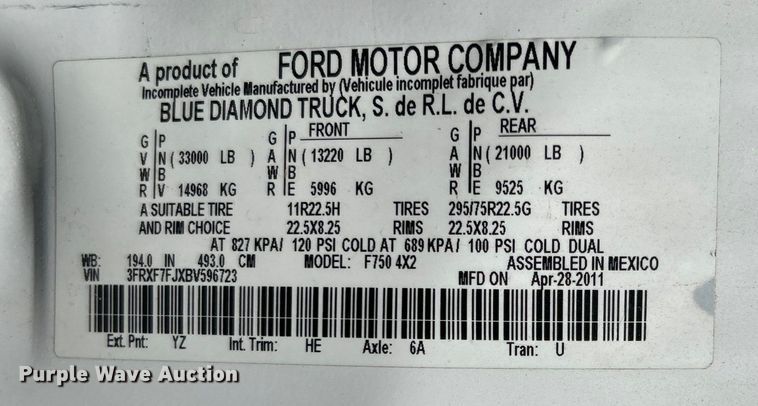 A product of FORD MOTOR COMPANY
Incomplete Vehicle Manufactured by (Vehicule incomplet fabrique par)
BLUE DIAMOND TRUCK, S. de R.L. de C.V.
FRONT REAR
G P G P G P
V N ( 33000 LB ) A N ( 13220 LB ) A N ( 21000 LB )
W B W B W B
R V 14968 KG R E 5996 KG R E 9525 KG
A SUITABLE TIRE 11R22.5H TIRES 295/75R22.5G TIRES
AND RIM CHOICE 22.5X8.25 RIMS 22.5X8.25 RIMS
AT 827 KPA/ 120 PSI COLD AT 689 KPA/ 100 PSI COLD DUAL
WB: 194.0 IN 493.0 CM MODEL: F750 4X2 ASSEMBLED IN MEXICO
VIN 3FRXF7FJXBV596723 MFD ON Apr-28-2011
Ext. Pnt: YZ Int. Trim: HE Axle: 6A Tran: U
Purple Wave Auction